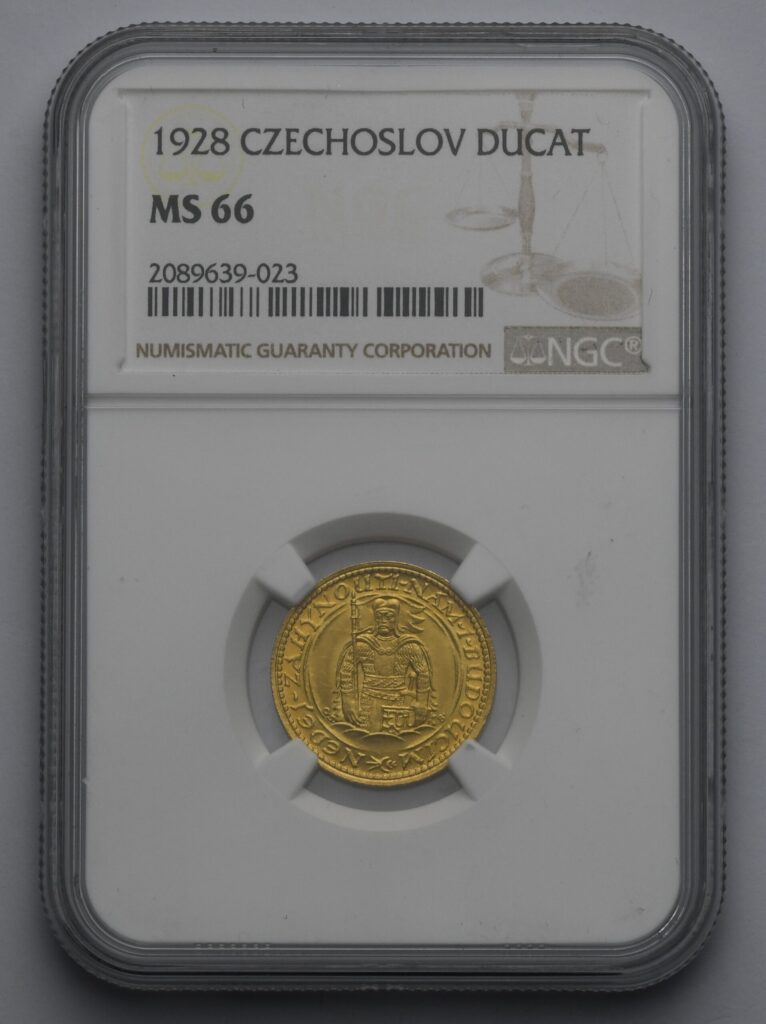 1928 CZECHOSLOV DUCAT
MS 66
2089639-023
NUMISMATIC GUARANTY CORPORATION
NGC®
NEDEJ·ZAHYNOUTI·NÁM·I·BUDOUCÍM